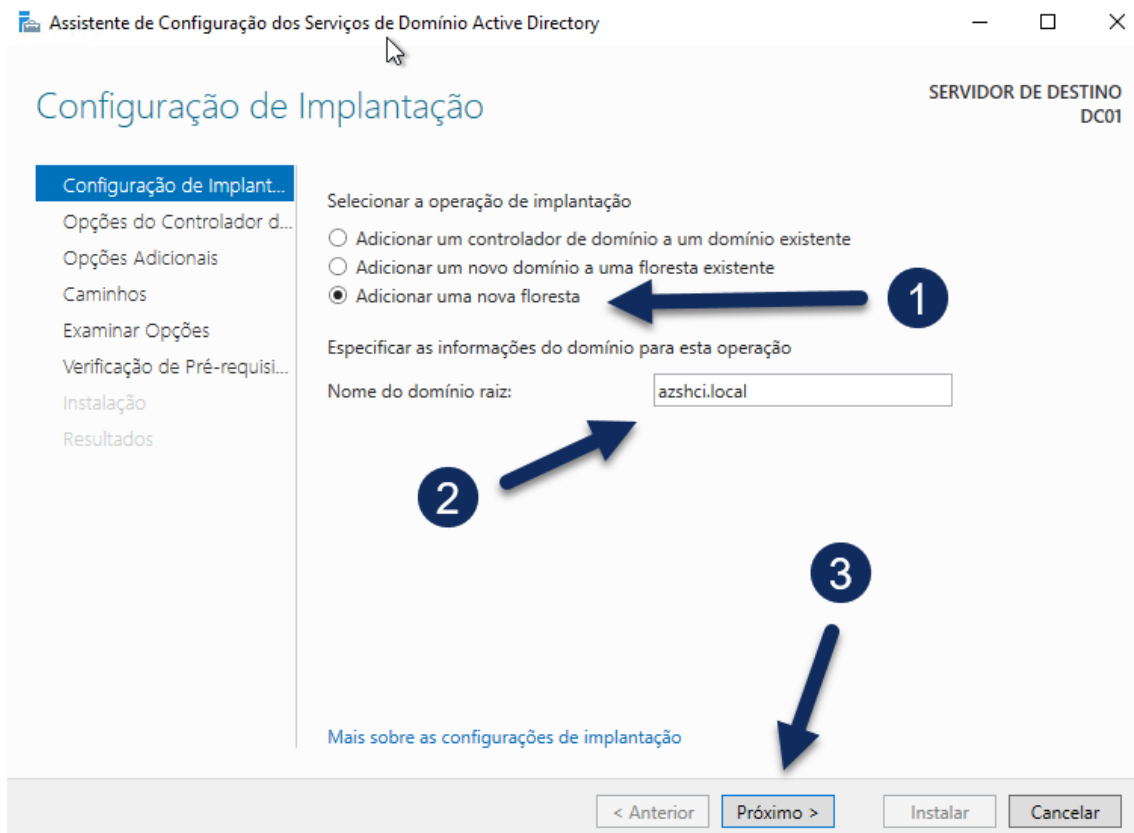 Assistente de Configuração dos Serviços de Domínio Active Directory
Configuração de Implantação
SERVIDOR DE DESTINO
DC01
Configuração de Implant...
Opções do Controlador d...
Opções Adicionais
Caminhos
Examinar Opções
Verificação de Pré-requisi...
Instalação
Resultados
Selecionar a operação de implantação
Adicionar um controlador de domínio a um domínio existente
Adicionar um novo domínio a uma floresta existente
Adicionar uma nova floresta
1
Especificar as informações do domínio para esta operação
Nome do domínio raiz: azshci.local
2
3
Mais sobre as configurações de implantação
< Anterior Próximo > Instalar Cancelar